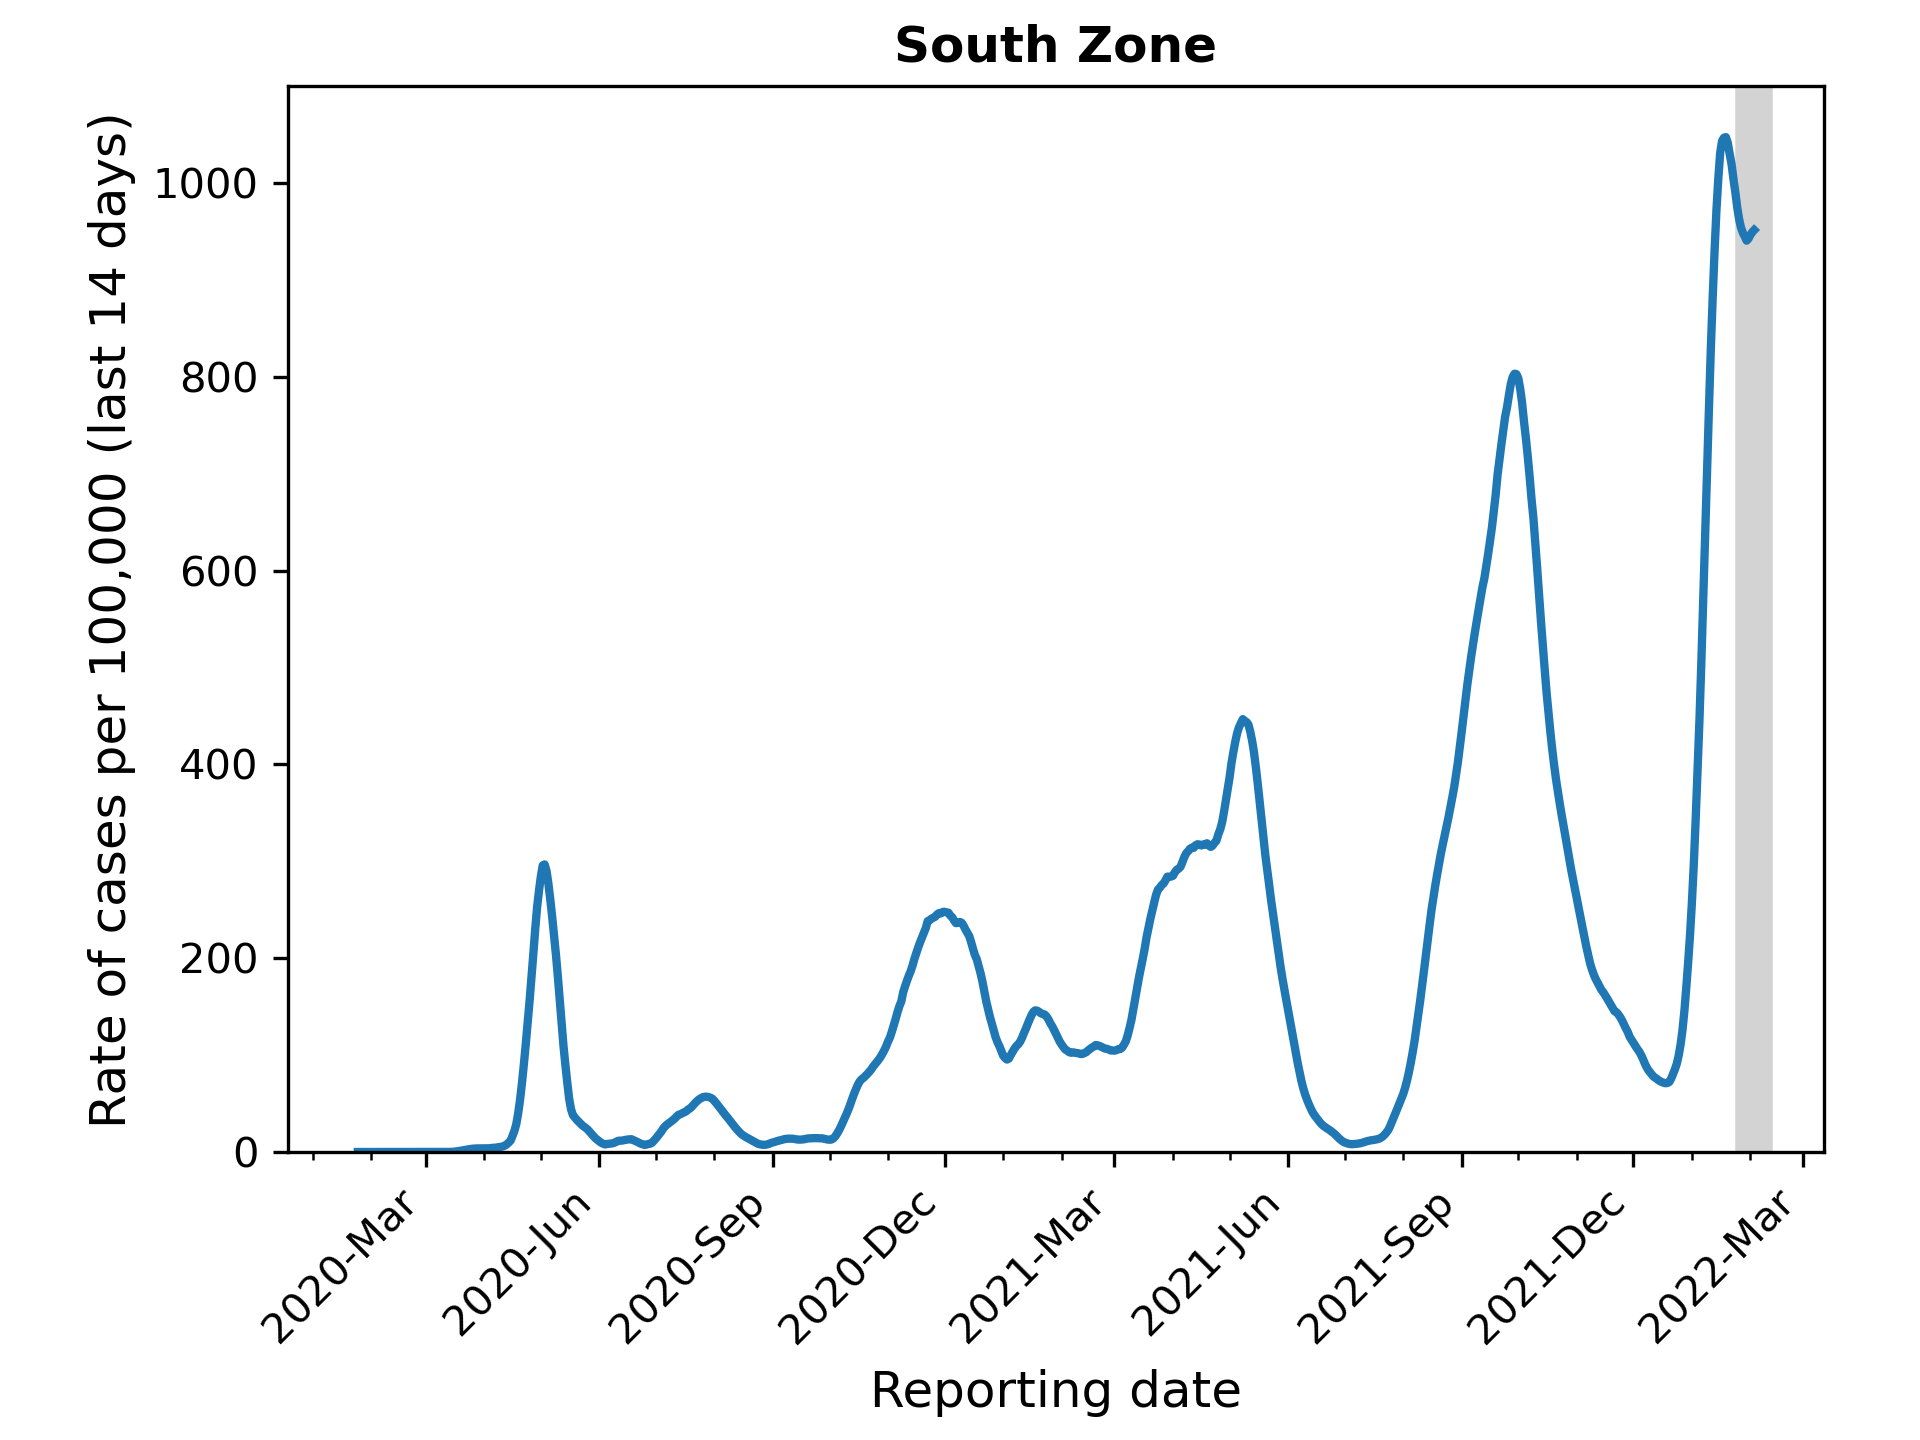 South Zone
Rate of cases per 100,000 (last 14 days)
1000
800
600
400
200
0
2020-Mar
2020-Jun
2020-Sep
2020-Dec
2021-Mar
2021-Jun
2021-Sep
2021-Dec
2022-Mar
Reporting date